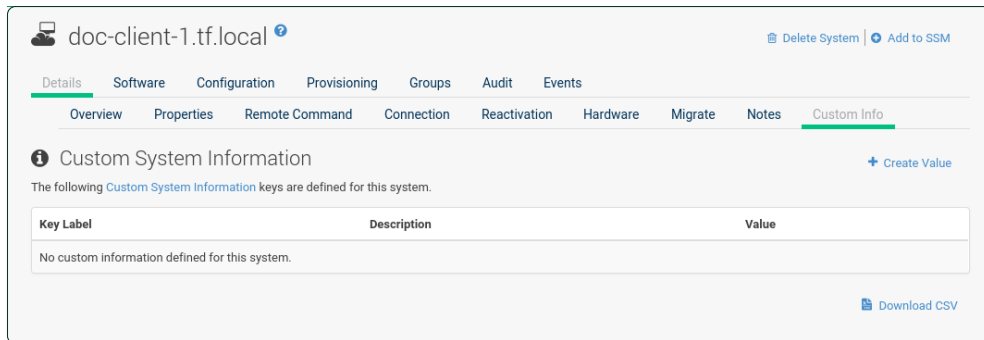 doc-client-1.tf.local ?
Delete System | Add to SSM
Details Software Configuration Provisioning Groups Audit Events
Overview Properties Remote Command Connection Reactivation Hardware Migrate Notes Custom Info
Custom System Information
+ Create Value
The following Custom System Information keys are defined for this system.
Key Label Description Value
No custom information defined for this system.
Download CSV